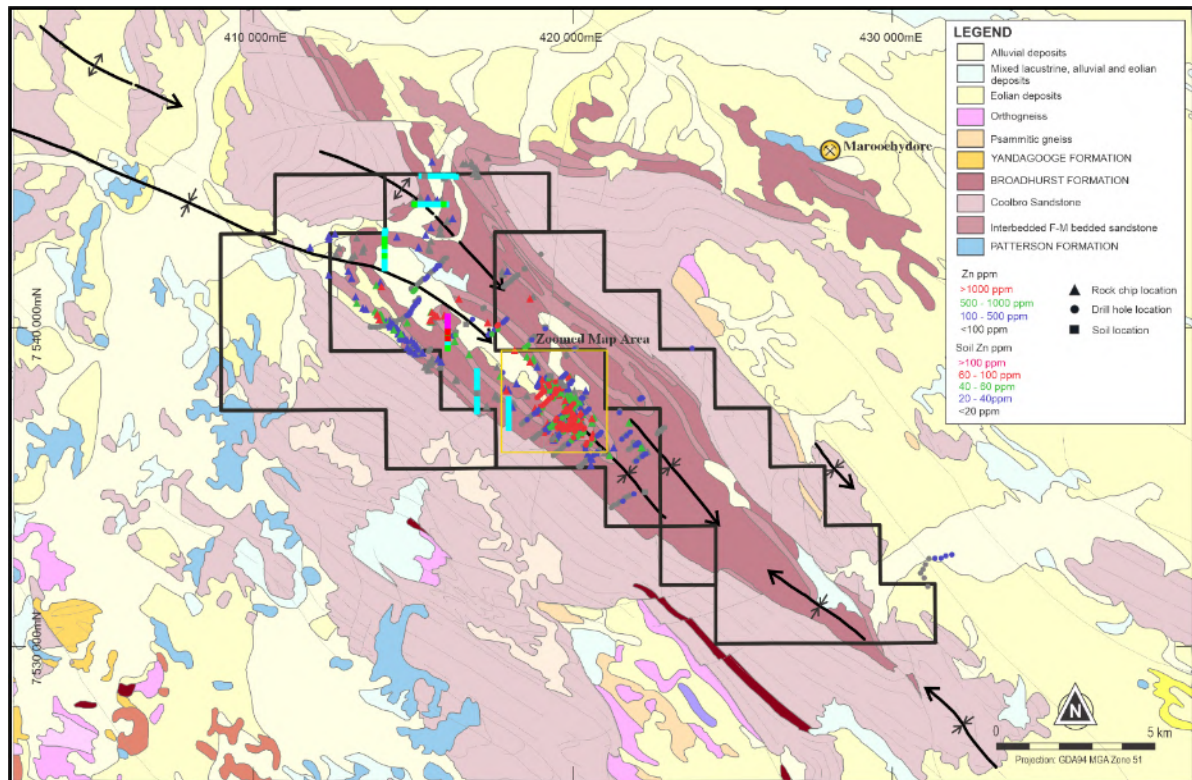 410 000mE
420 000mE
430 000mE
7 540 000mN
7 530 000mN
Maroochydore
Zoomed Map Area
LEGEND
Alluvial deposits
Mixed lacustrine, alluvial and eolian
deposits
Eolian deposits
Orthogneiss
Psammitic gneiss
YANDAGOOGE FORMATION
BROADHURST FORMATION
Coolbro Sandstone
Interbedded F-M bedded sandstone
PATTERSON FORMATION
Zn ppm
>1000 ppm
500 - 1000 ppm
100 - 500 ppm
<100 ppm
Rock chip location
Drill hole location
Soil location
Soil Zn ppm
>100 ppm
60 - 100 ppm
40 - 60 ppm
20 - 40ppm
<20 ppm
N
0
5 km
Projection: GDA94 MGA Zone 51